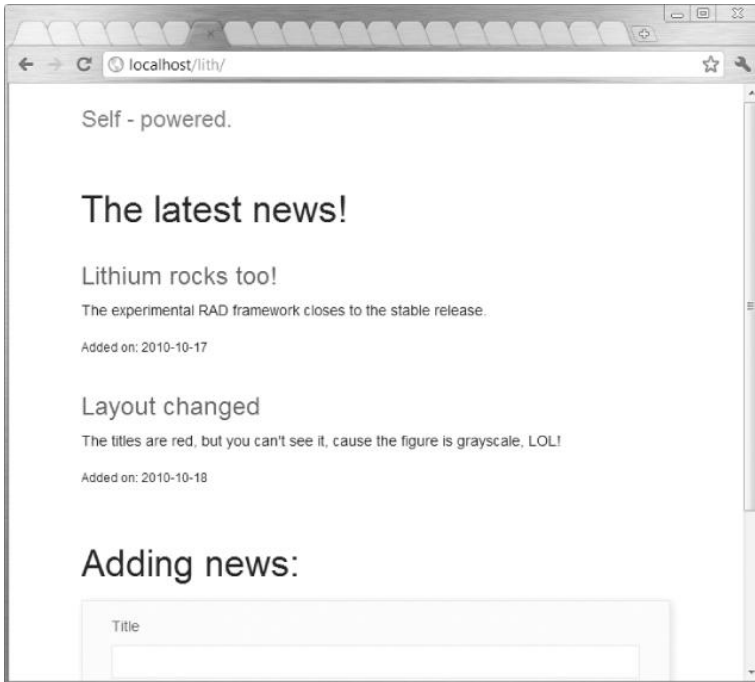 localhost/lith/
Self - powered.
The latest news!
Lithium rocks too!
The experimental RAD framework closes to the stable release.
Added on: 2010-10-17
Layout changed
The titles are red, but you can't see it, cause the figure is grayscale, LOL!
Added on: 2010-10-18
Adding news:
Title